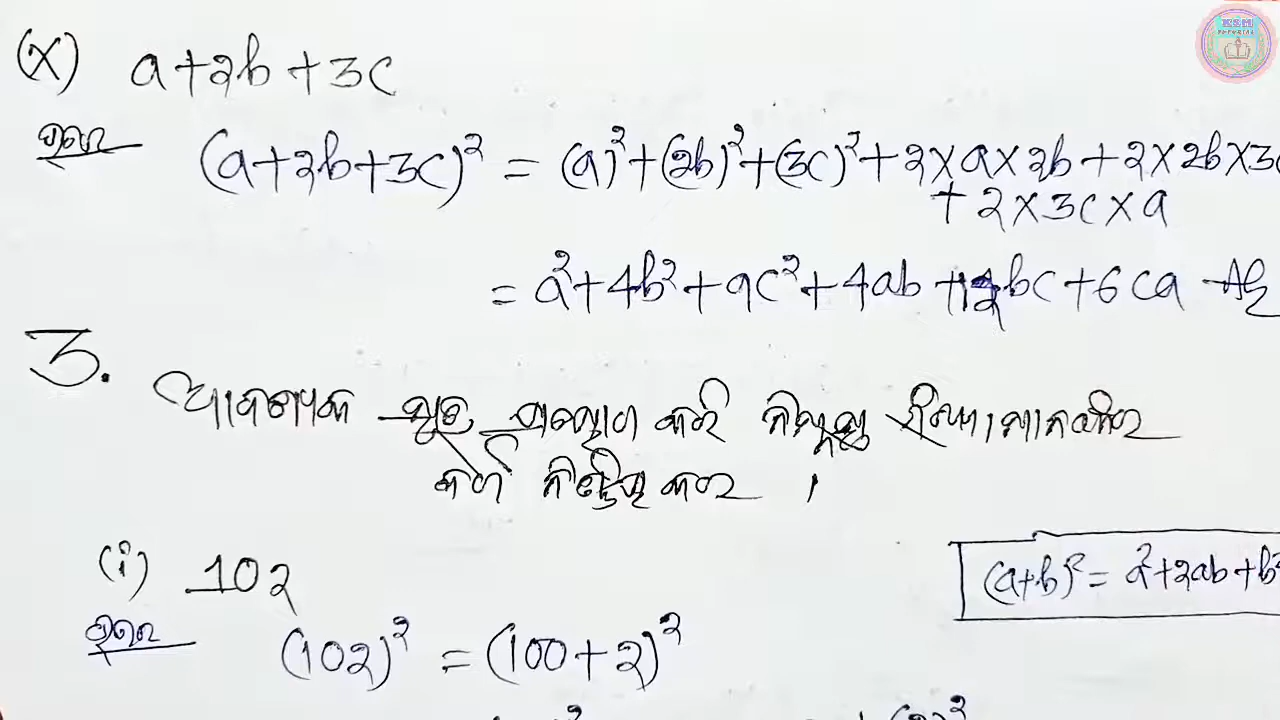 (x) a+2b+3c
ଉତ୍ତର (a+2b+3c)² = (a)²+(2b)²+(3c)²+2×a×2b+2×2b×3c
+2×3c×a
= a²+4b²+9c²+4ab+12bc+6ca
3. ଆବଶ୍ୟକ ସୂତ୍ର ପ୍ରୟୋଗ କରି ନିମ୍ନସ୍ଥ ସଂଖ୍ୟାମାନଙ୍କର
ବର୍ଗ ନିର୍ଣ୍ଣୟ କର ।
(i) 102
(a+b)² = a²+2ab+b²
ଉତ୍ତର (102)² = (100+2)²
KSM